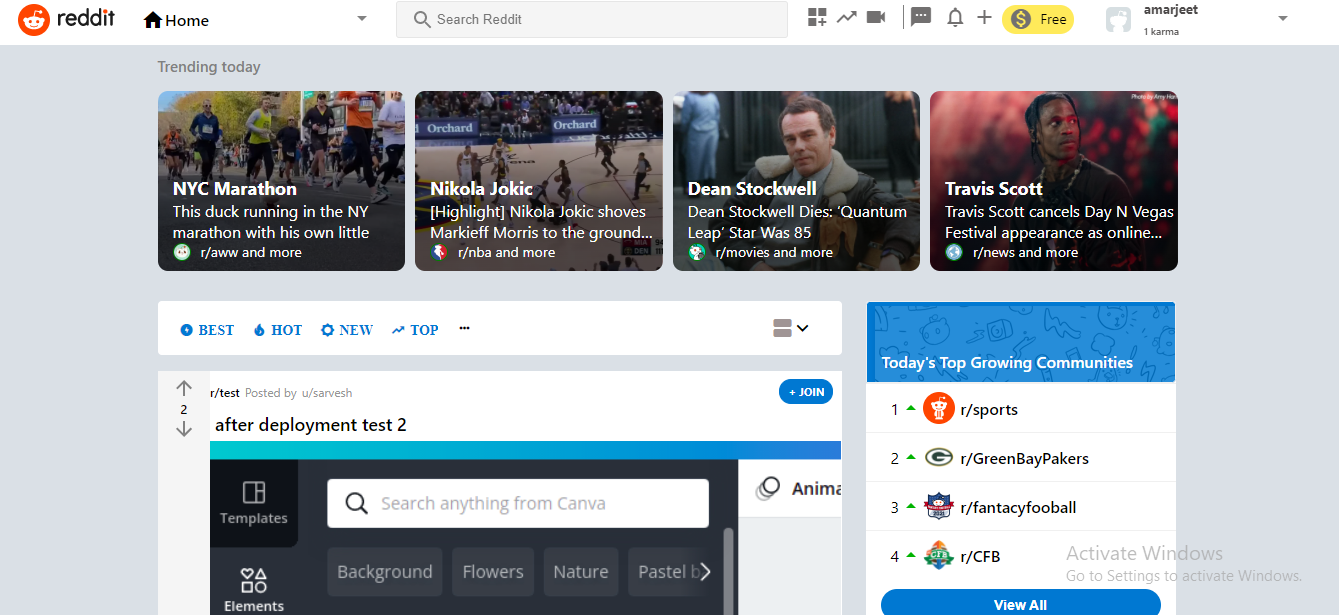 reddit
Home
Search Reddit
Free
amarjeet
1 karma
Trending today
Orchard
Orchard
NYC Marathon
This duck running in the NY
marathon with his own little
r/aww and more
Nikola Jokic
[Highlight] Nikola Jokic shoves
Markieff Morris to the ground...
r/nba and more
Dean Stockwell
Dean Stockwell Dies: 'Quantum
Leap' Star Was 85
r/movies and more
Travis Scott
Travis Scott cancels Day N Vegas
Festival appearance as online...
r/news and more
BEST HOT NEW TOP ...
Today's Top Growing Communities
1 r/sports
2 r/GreenBayPakers
3 r/fantacyfooball
4 r/CFB
View All
2
r/test Posted by u/sarvesh
+ JOIN
after deployment test 2
Templates
Elements
Search anything from Canva
Anima
Background Flowers Nature Pastel b
Activate Windows
Go to Settings to activate Windows.